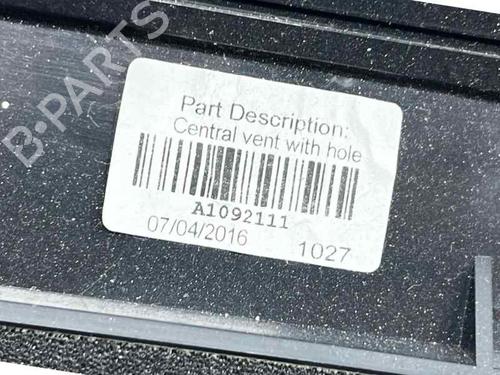 B-PARTS
Part Description:
Central vent with hole
A1092111
07/04/2016 1027